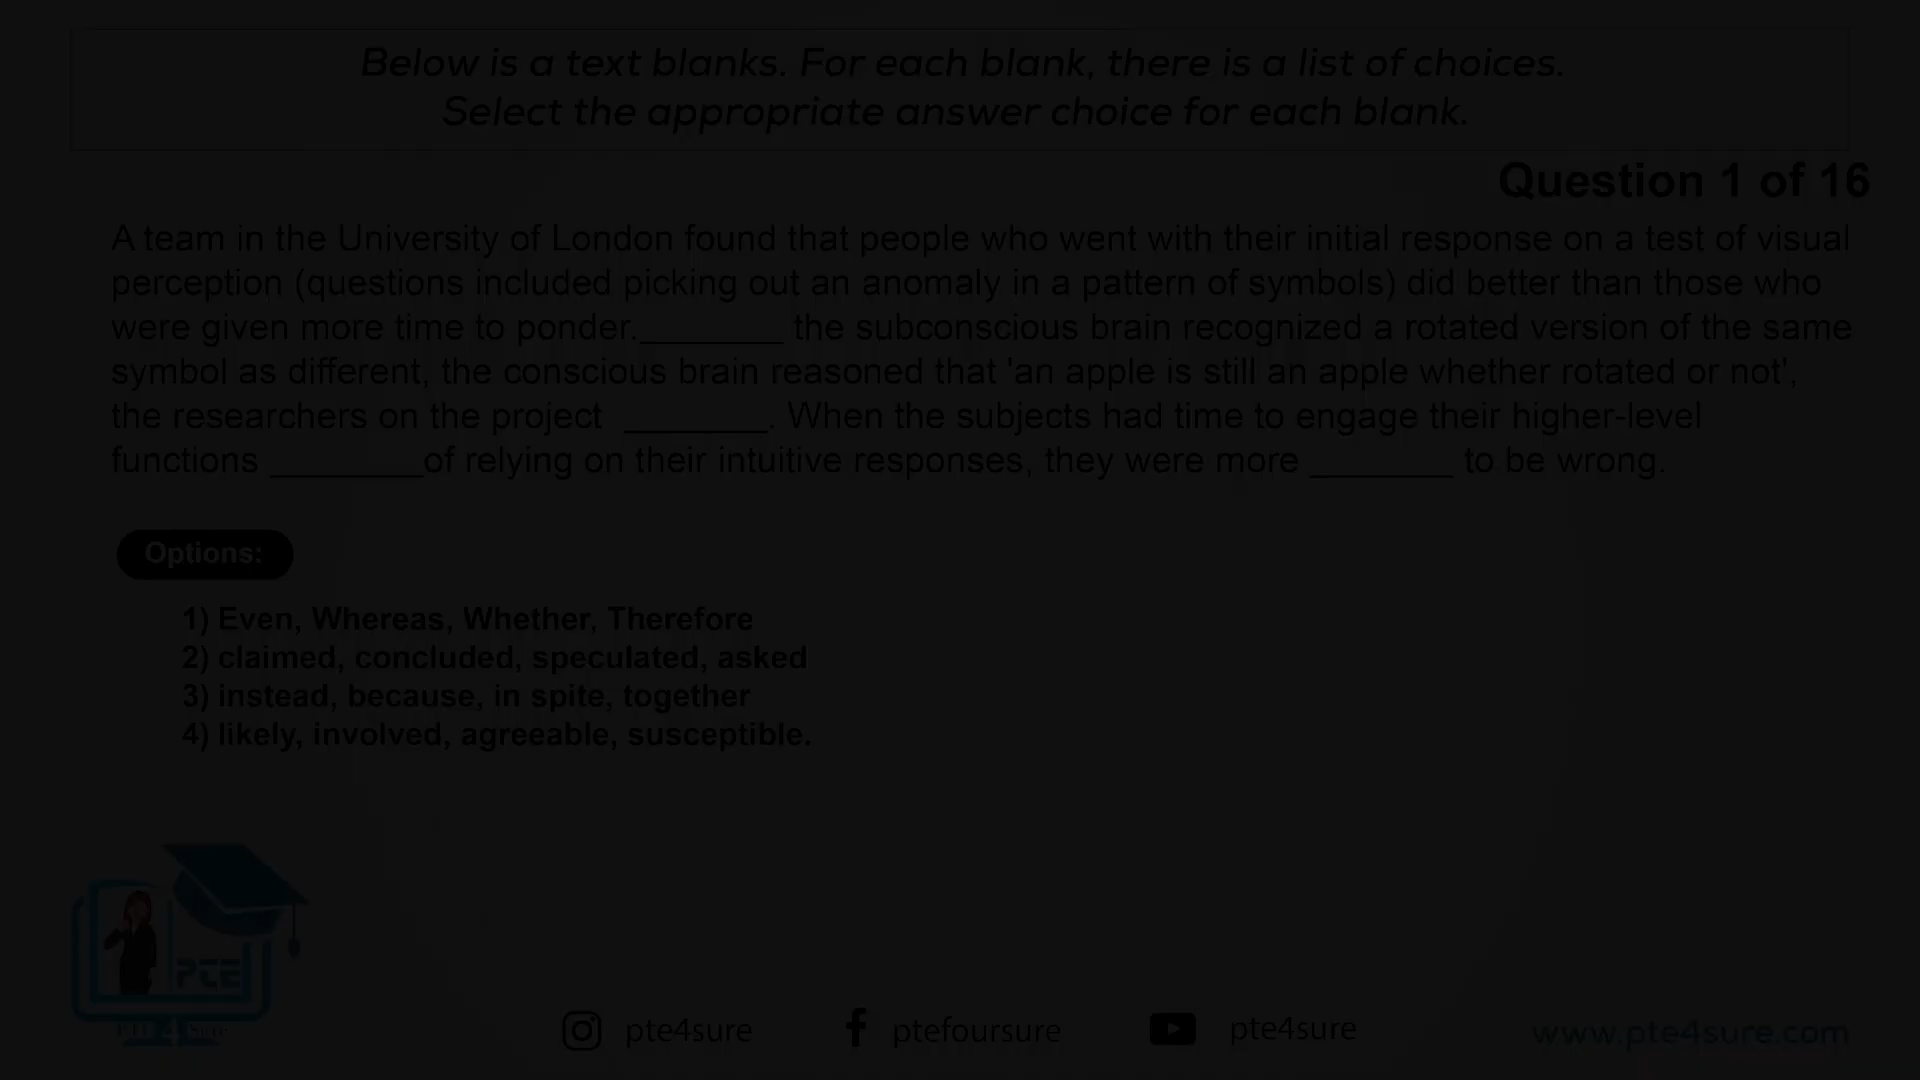 Below is a text blanks. For each blank, there is a list of choices.
Select the appropriate answer choice for each blank.
Question 1 of 16
A team in the University of London found that people who went with their initial response on a test of visual
perception (questions included picking out an anomaly in a pattern of symbols) did better than those who
were given more time to ponder.________ the subconscious brain recognized a rotated version of the same
symbol as different, the conscious brain reasoned that 'an apple is still an apple whether rotated or not',
the researchers on the project ________. When the subjects had time to engage their higher-level
functions ________of relying on their intuitive responses, they were more ________ to be wrong.
Options:
1) Even, Whereas, Whether, Therefore
2) claimed, concluded, speculated, asked
3) instead, because, in spite, together
4) likely, involved, agreeable, susceptible.
PTE
PTE 4 Sure
pte4sure
ptefoursure
pte4sure
www.pte4sure.com